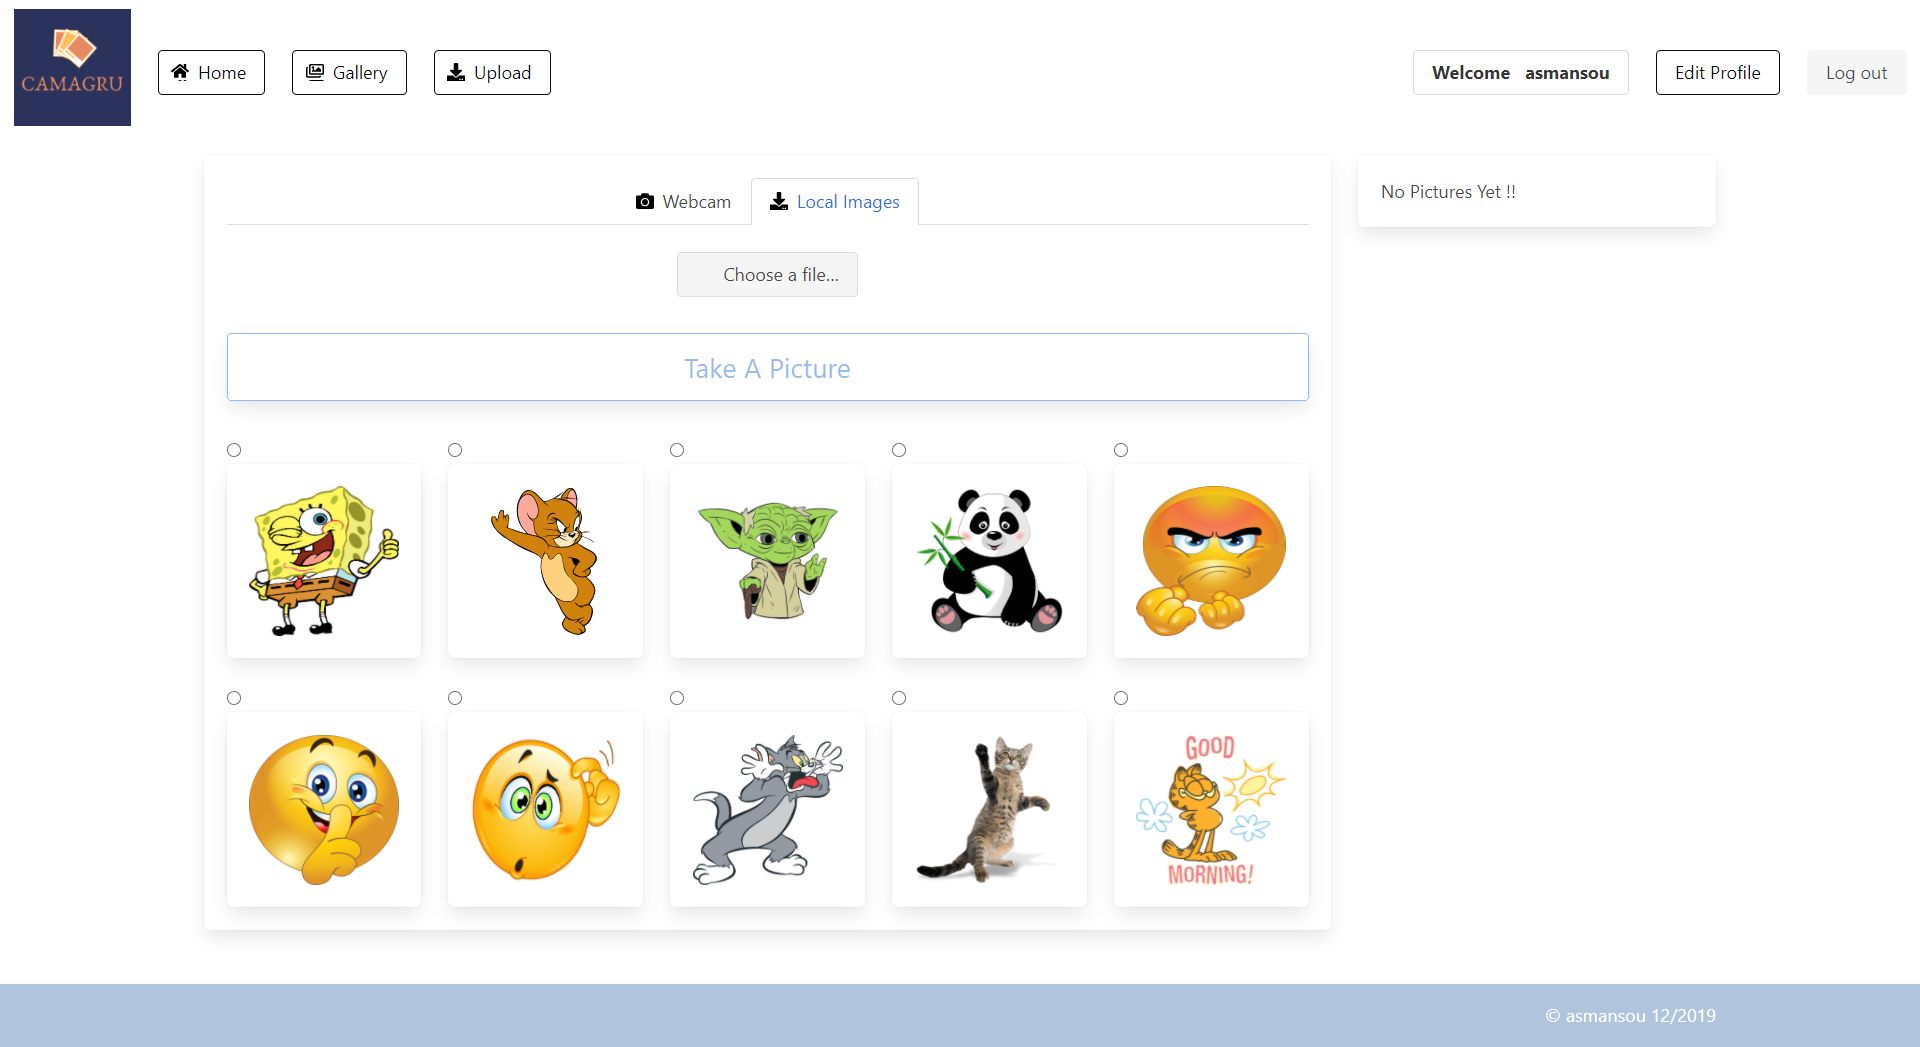 CAMAGRU
Home
Gallery
Upload
Welcome asmansou
Edit Profile
Log out
Webcam
Local Images
No Pictures Yet !!
Choose a file...
Take A Picture
GOOD
MORNING!
© asmansou 12/2019